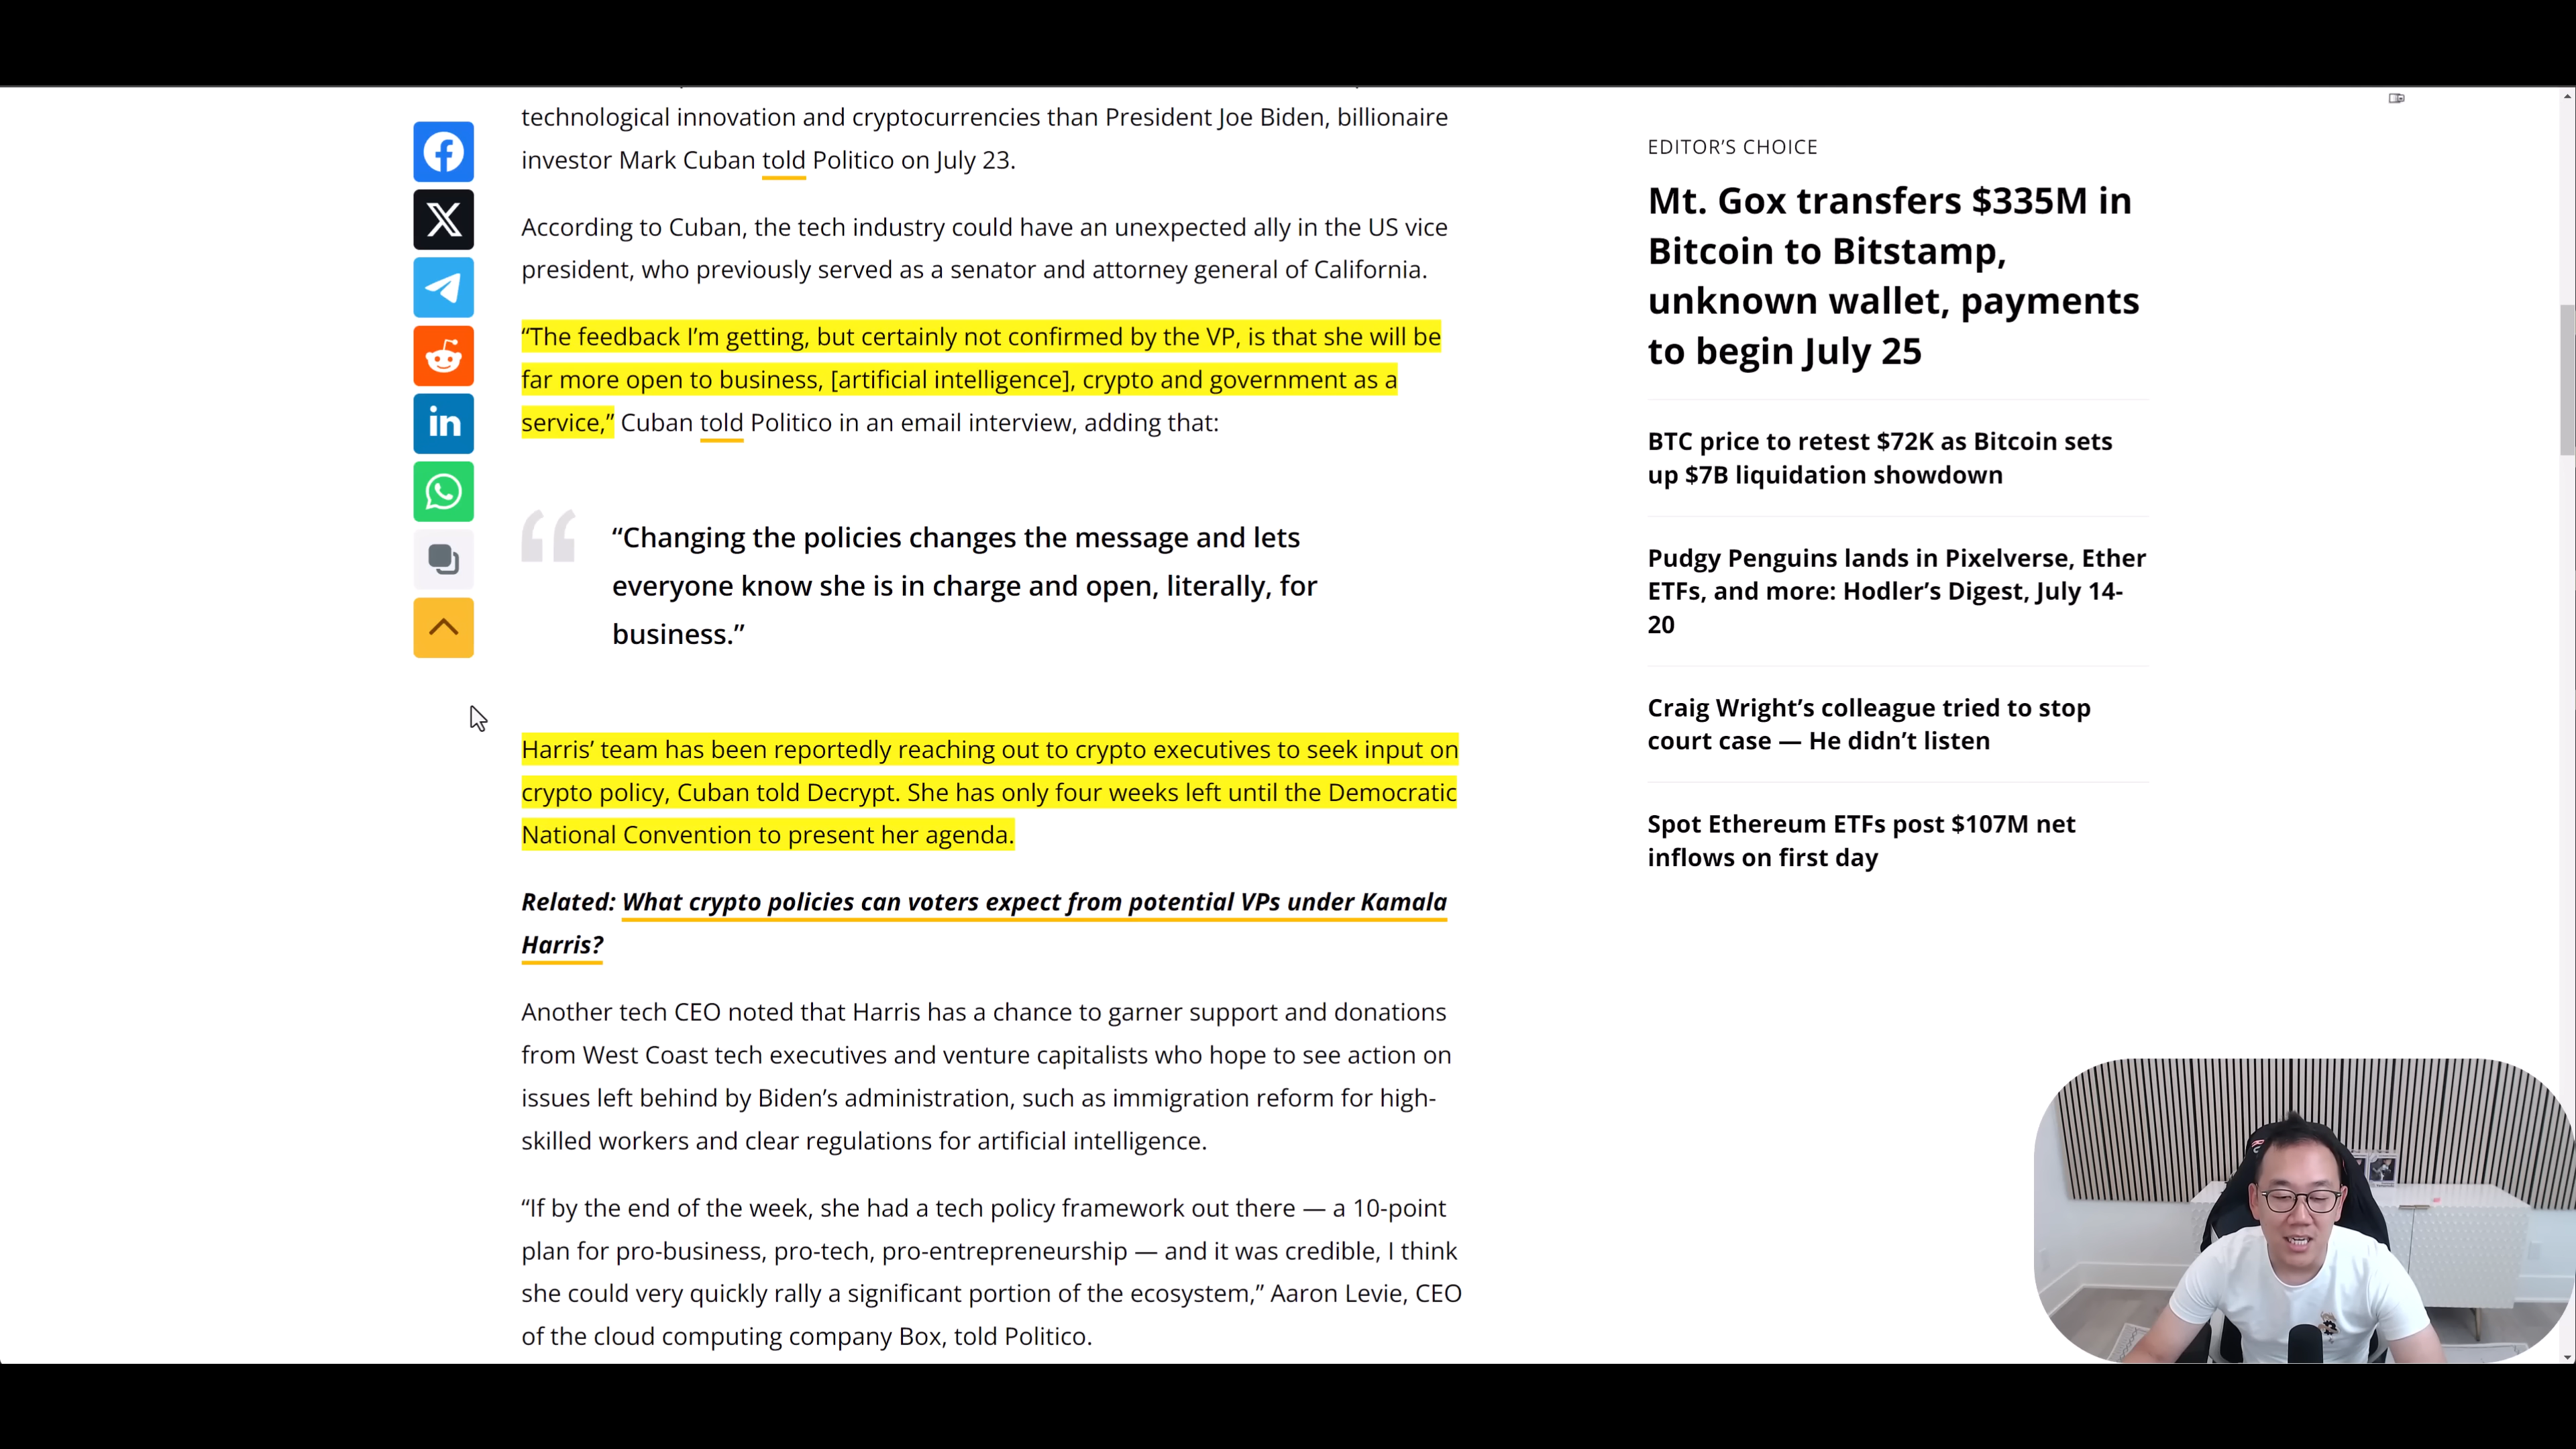 technological innovation and cryptocurrencies than President Joe Biden, billionaire
investor Mark Cuban told Politico on July 23.
According to Cuban, the tech industry could have an unexpected ally in the US vice
president, who previously served as a senator and attorney general of California.
“The feedback I’m getting, but certainly not confirmed by the VP, is that she will be
far more open to business, [artificial intelligence], crypto and government as a
service,” Cuban told Politico in an email interview, adding that:
“Changing the policies changes the message and lets
everyone know she is in charge and open, literally, for
business.”
Harris’ team has been reportedly reaching out to crypto executives to seek input on
crypto policy, Cuban told Decrypt. She has only four weeks left until the Democratic
National Convention to present her agenda.
Related: What crypto policies can voters expect from potential VPs under Kamala
Harris?
Another tech CEO noted that Harris has a chance to garner support and donations
from West Coast tech executives and venture capitalists who hope to see action on
issues left behind by Biden’s administration, such as immigration reform for high-
skilled workers and clear regulations for artificial intelligence.
“If by the end of the week, she had a tech policy framework out there — a 10-point
plan for pro-business, pro-tech, pro-entrepreneurship — and it was credible, I think
she could very quickly rally a significant portion of the ecosystem,” Aaron Levie, CEO
of the cloud computing company Box, told Politico.
EDITOR’S CHOICE
Mt. Gox transfers $335M in
Bitcoin to Bitstamp,
unknown wallet, payments
to begin July 25
BTC price to retest $72K as Bitcoin sets
up $7B liquidation showdown
Pudgy Penguins lands in Pixelverse, Ether
ETFs, and more: Hodler’s Digest, July 14-
20
Craig Wright’s colleague tried to stop
court case — He didn’t listen
Spot Ethereum ETFs post $107M net
inflows on first day